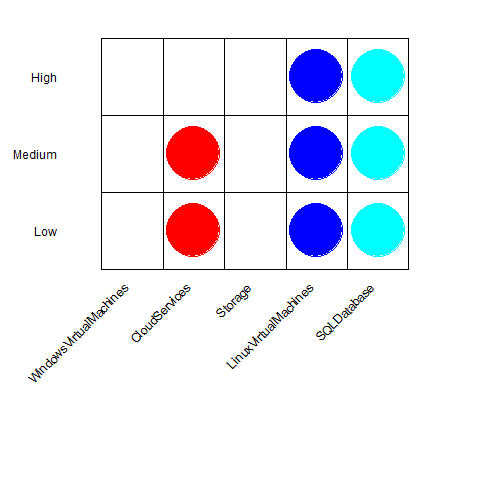 High
Medium
Low
WindowsVirtualMachines
CloudServices
Storage
LinuxVirtualMachines
SQLDatabase